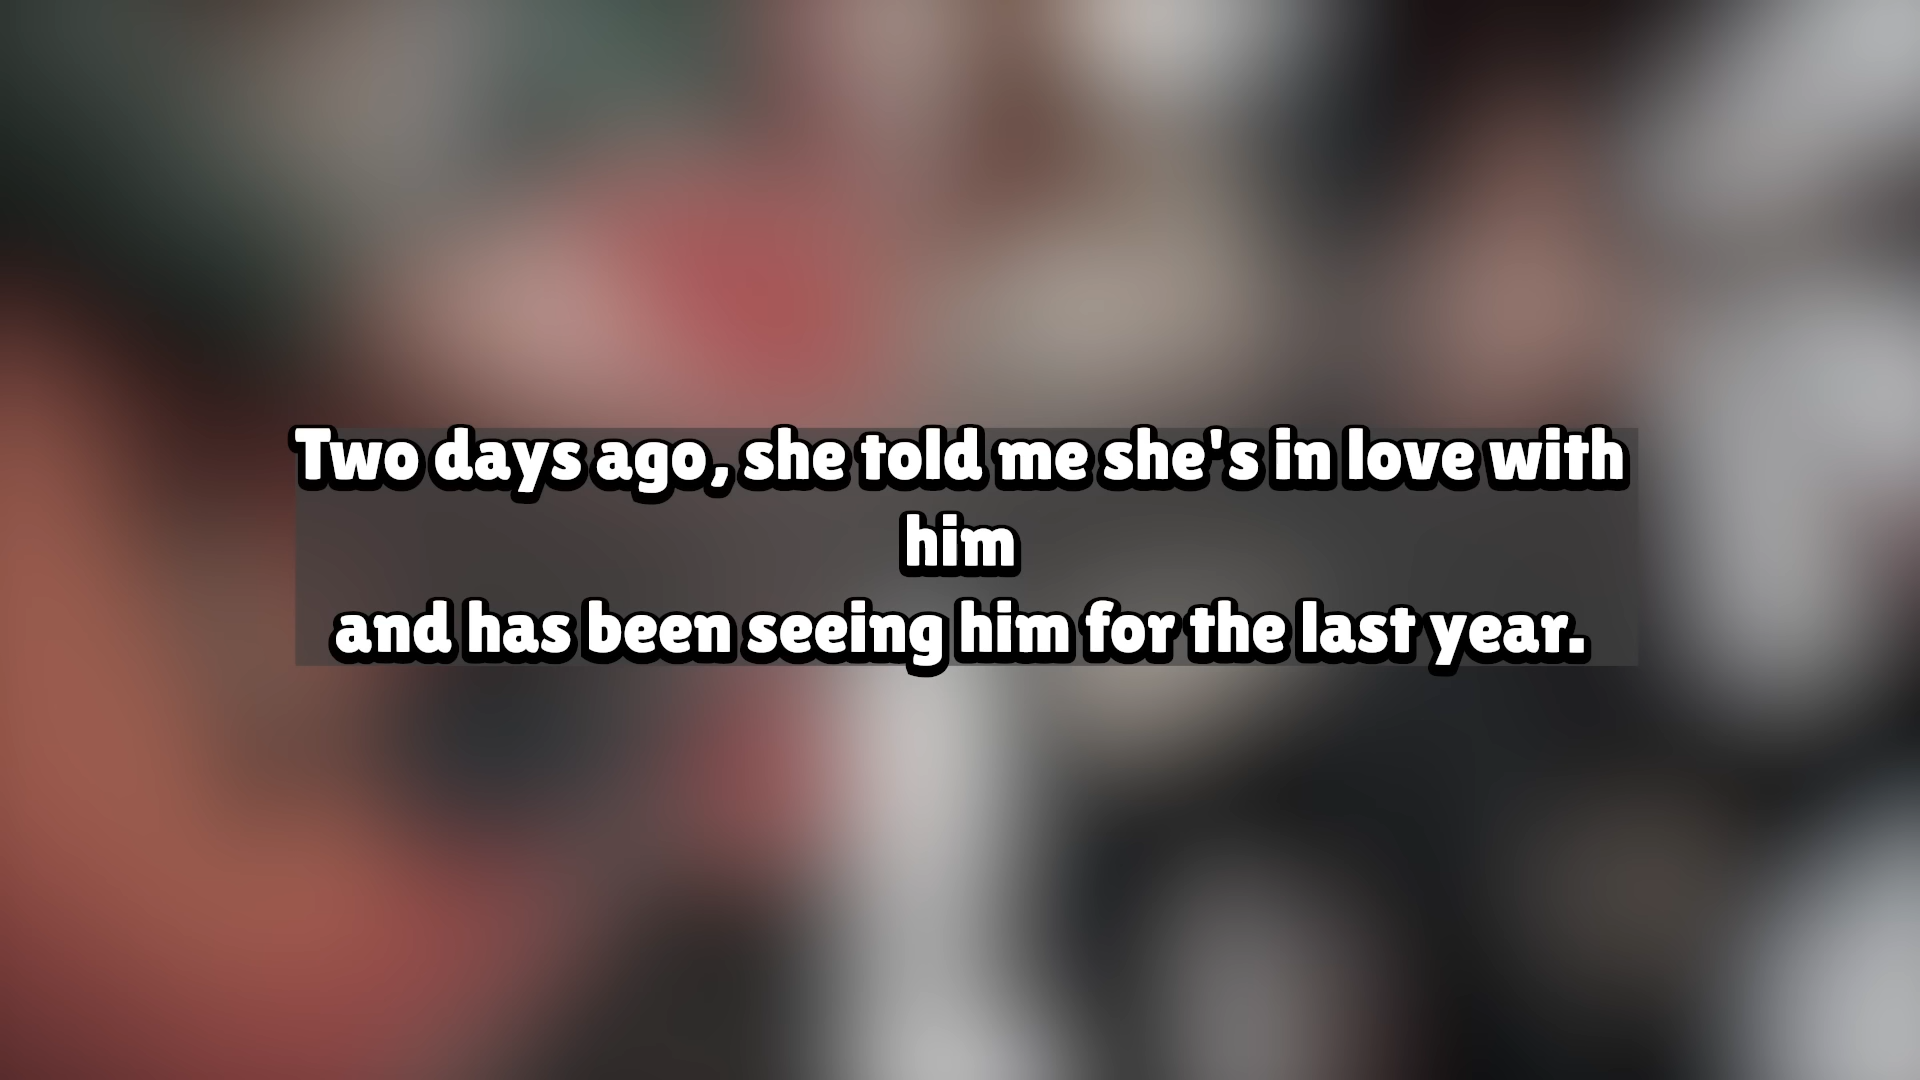 Two days ago, she told me she's in love with
him
and has been seeing him for the last year.